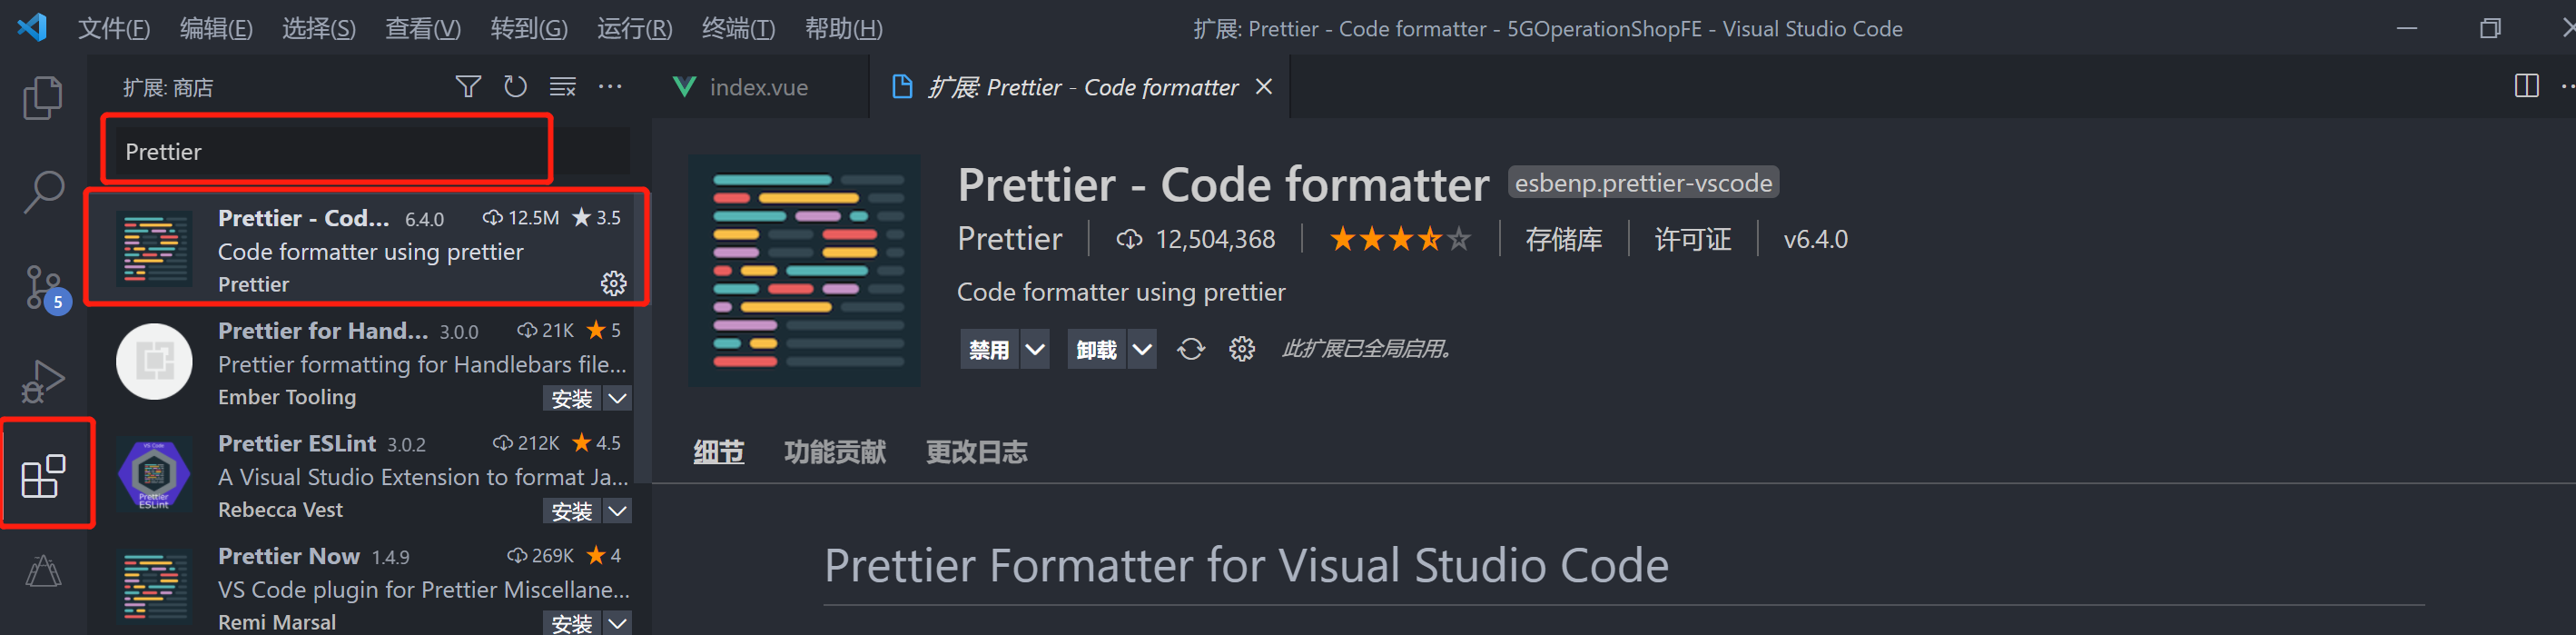 文件(F) 编辑(E) 选择(S) 查看(V) 转到(G) 运行(R) 终端(T) 帮助(H)
扩展: Prettier - Code formatter - 5GOperationShopFE - Visual Studio Code
扩展: 商店
Prettier
Prettier - Cod... 6.4.0 12.5M 3.5
Code formatter using prettier
Prettier
Prettier for Hand... 3.0.0 21K 5
Prettier formatting for Handlebars file...
Ember Tooling 安装
Prettier ESLint 3.0.2 212K 4.5
A Visual Studio Extension to format Ja...
Rebecca Vest 安装
VS Code
Prettier
ESLint
Prettier Now 1.4.9 269K 4
VS Code plugin for Prettier Miscellane...
Remi Marsal 安装
5
index.vue
扩展: Prettier - Code formatter
Prettier - Code formatter esbenp.prettier-vscode
Prettier 12,504,368 存储库 许可证 v6.4.0
Code formatter using prettier
禁用 卸载 此扩展已全局启用。
细节 功能贡献 更改日志
Prettier Formatter for Visual Studio Code